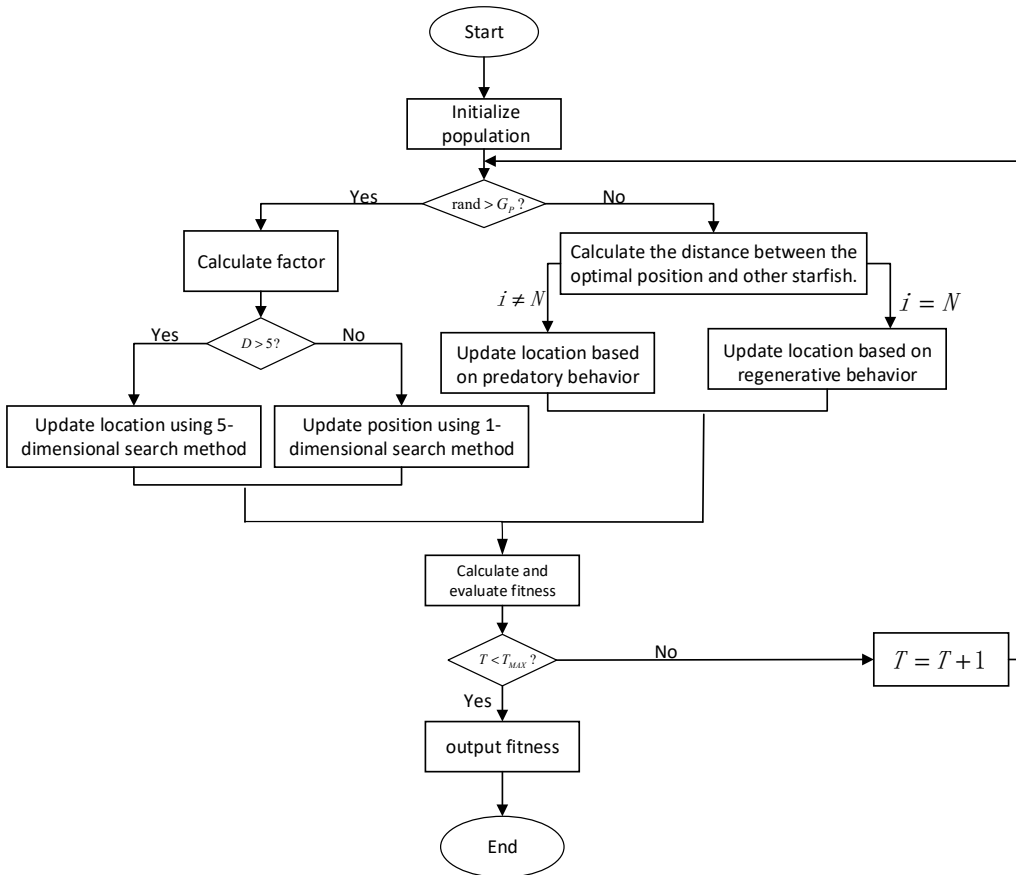 Start
Initialize
population
Yes
rand > G_P ?
No
Calculate factor
Calculate the distance between the
optimal position and other starfish.
i ≠ N
i = N
Yes
D > 5?
No
Update location based
on predatory behavior
Update location based on
regenerative behavior
Update location using 5-
dimensional search method
Update position using 1-
dimensional search method
Calculate and
evaluate fitness
T < T_MAX ?
No
T = T + 1
Yes
output fitness
End